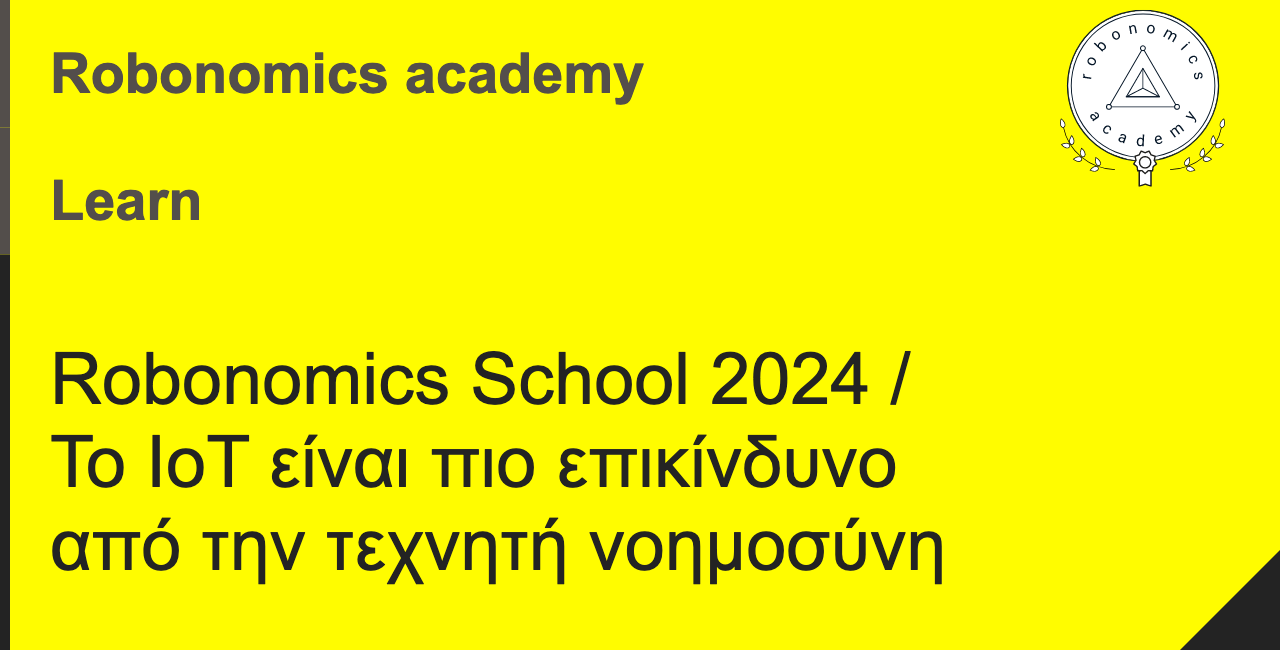 Robonomics academy
robonomics
academy
Learn
Robonomics School 2024 /
Το IoT είναι πιο επικίνδυνο
από την τεχνητή νοημοσύνη